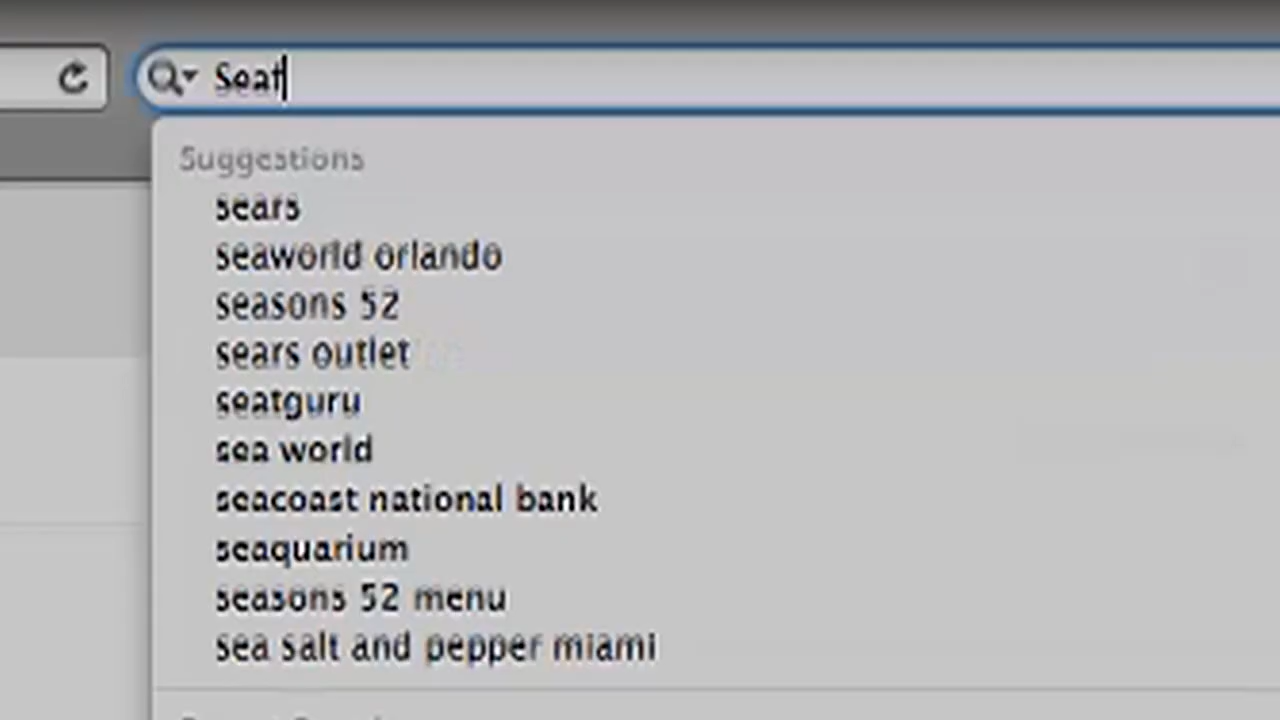 Seat
Suggestions
sears
seaworld orlando
seasons 52
sears outlet
seatguru
sea world
seacoast national bank
seaquarium
seasons 52 menu
sea salt and pepper miami